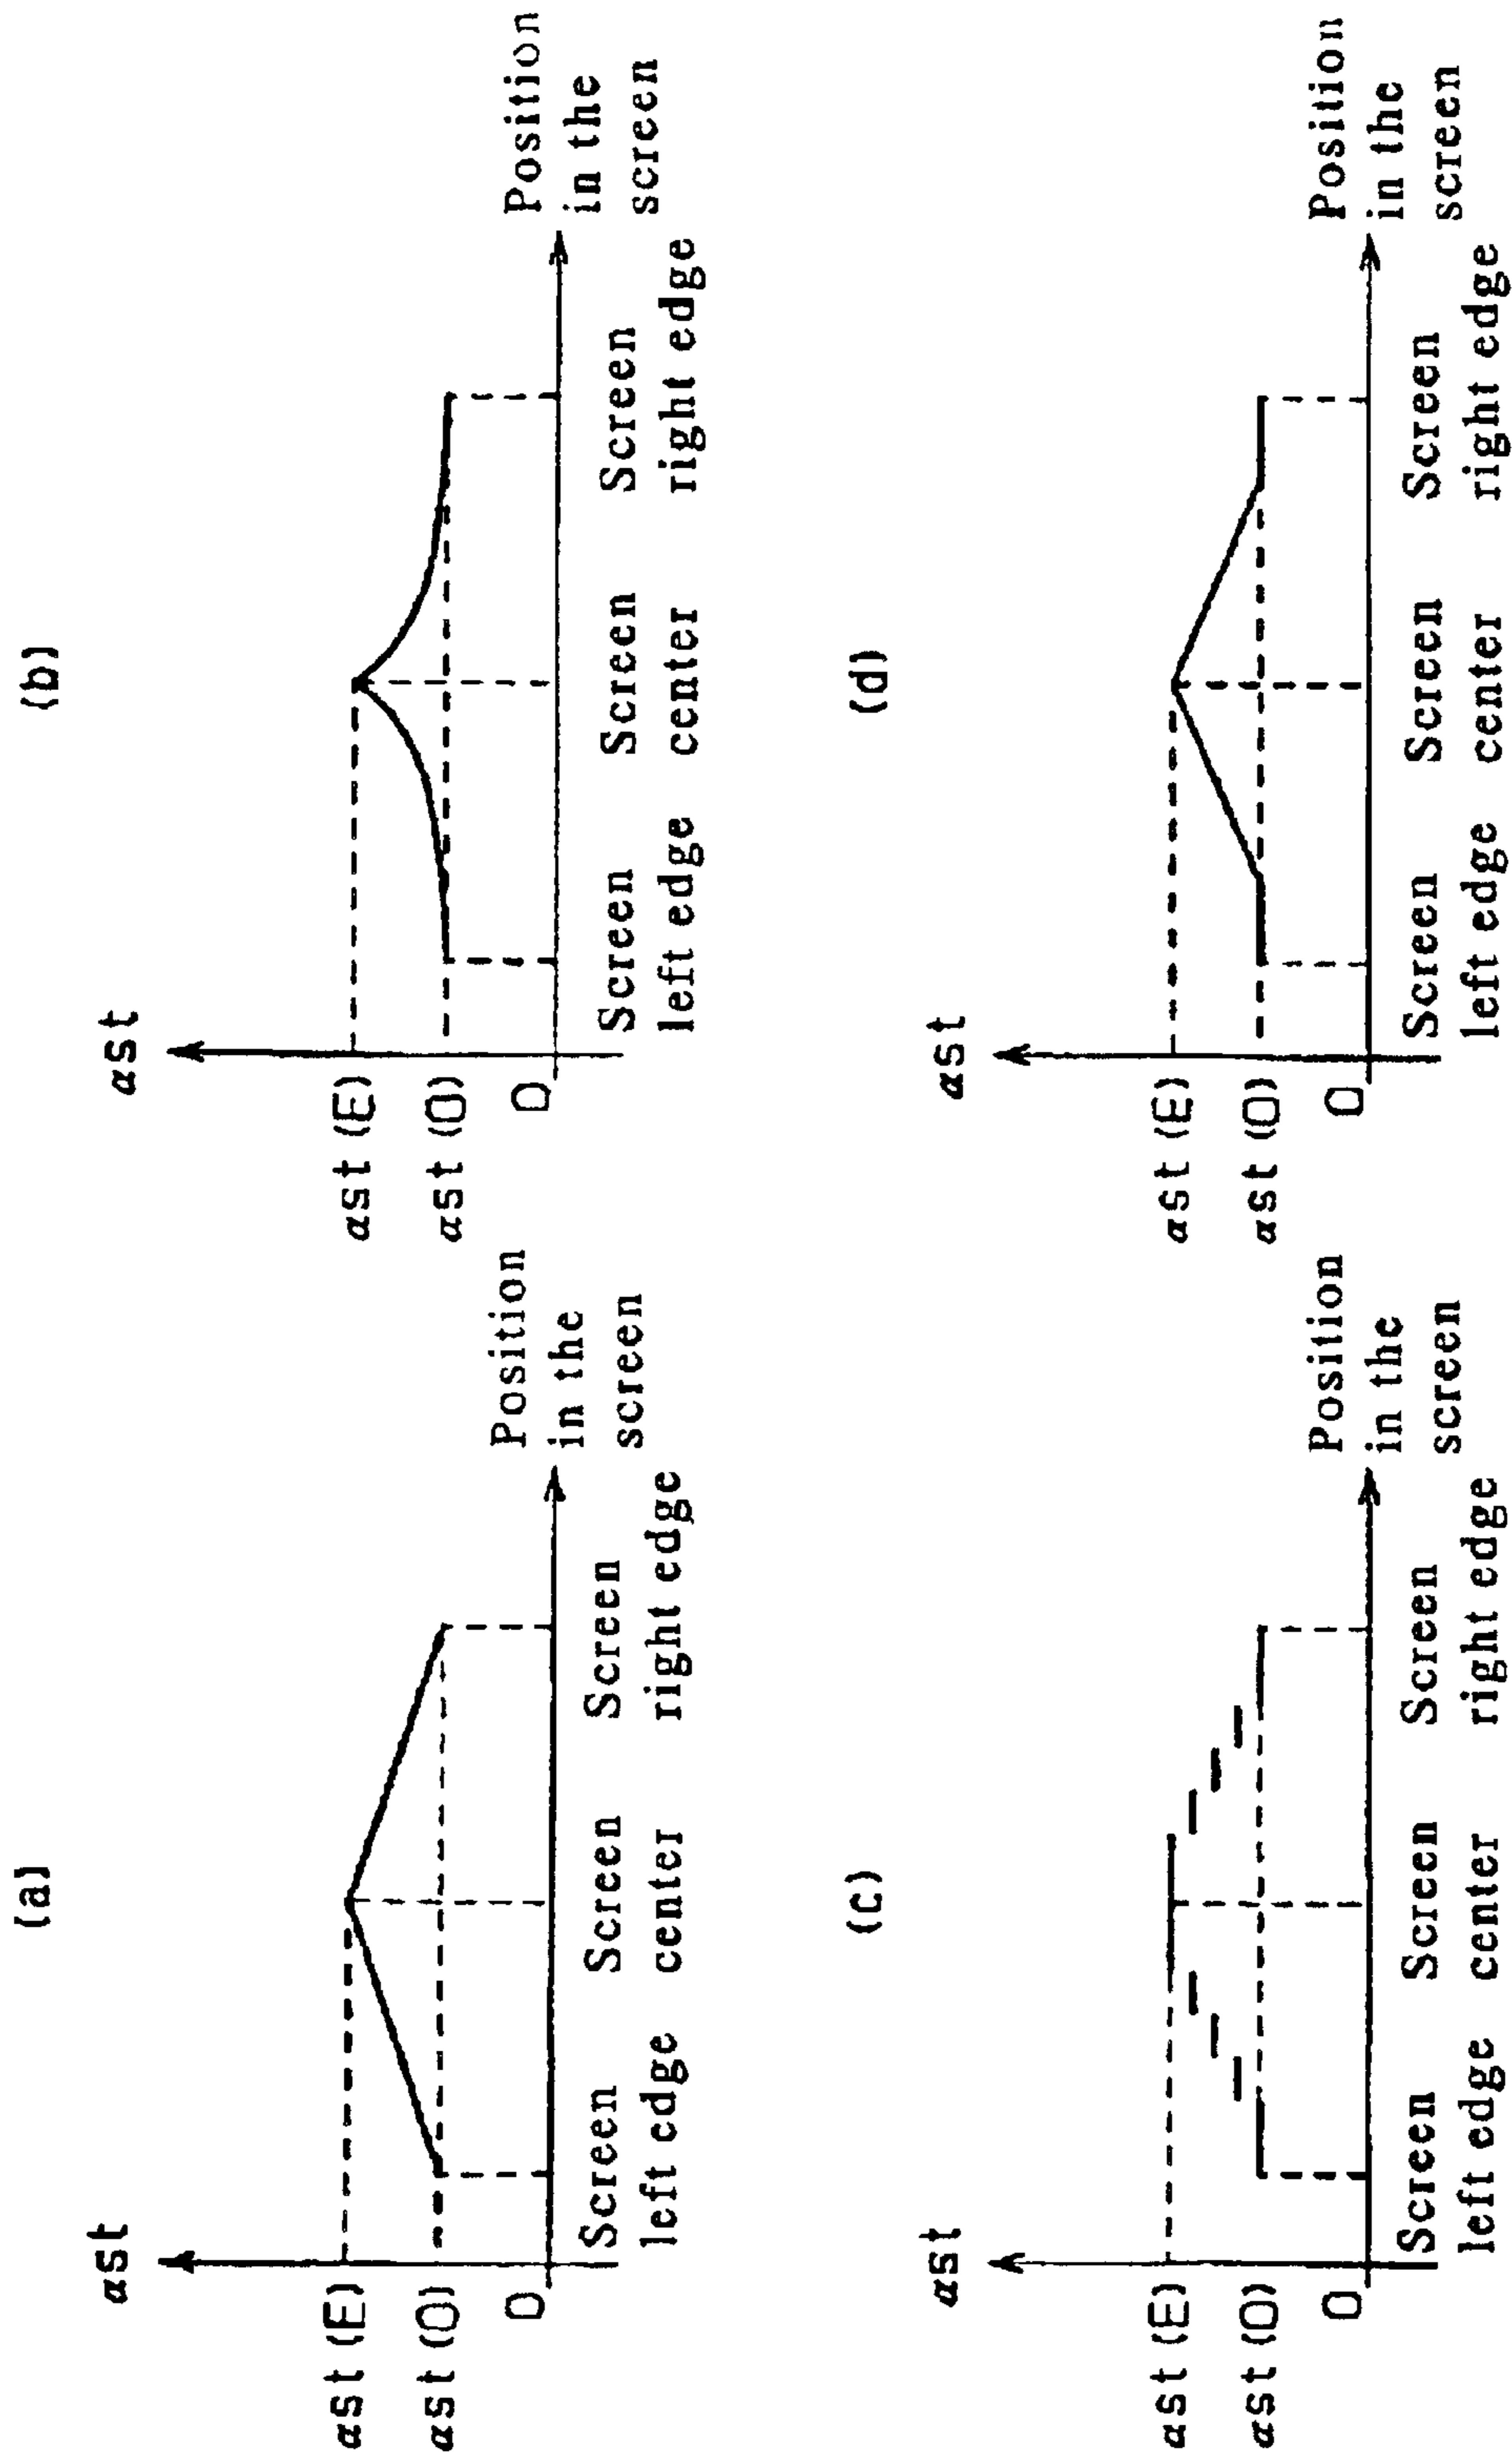 (a)
αst
αst (E)
αst (O)
0
Screen left edge
Screen center
Screen right edge
Position in the screen
(b)
αst
αst (E)
αst (O)
0
Screen left edge
Screen center
Screen right edge
Position in the screen
(c)
αst
αst (E)
αst (O)
0
Screen left edge
Screen center
Screen right edge
Position in the screen
(d)
αst
αst (E)
αst (O)
0
Screen left edge
Screen center
Screen right edge
Position in the screen